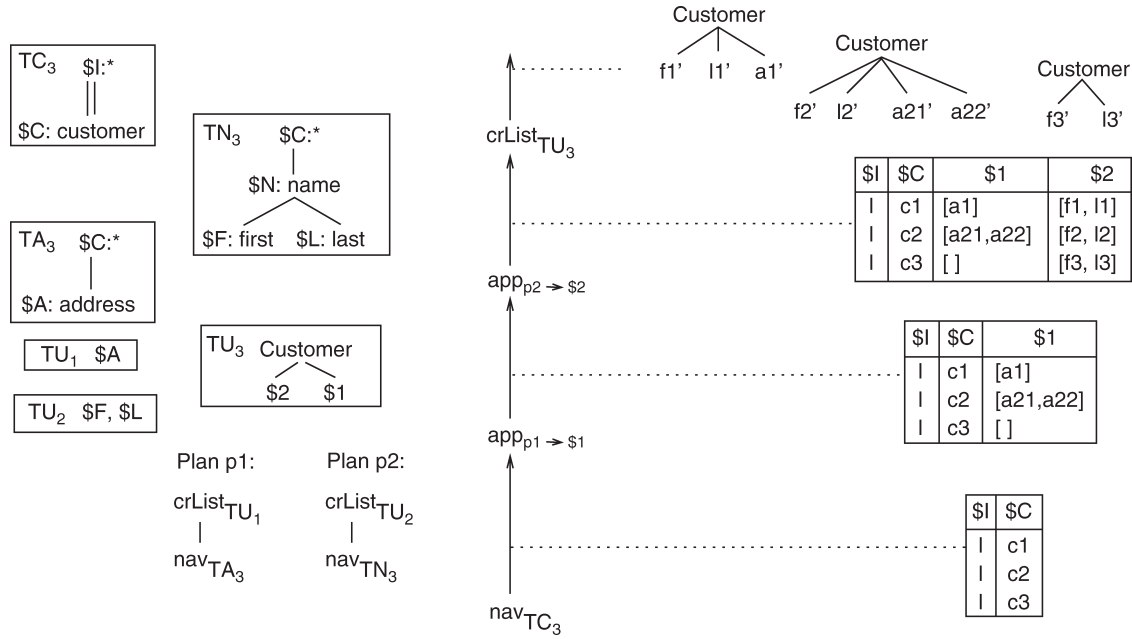 TC3 $I:*
$C: customer
TN3 $C:*
$N: name
$F: first $L: last
TA3 $C:*
$A: address
TU1 $A
TU2 $F, $L
TU3 Customer
$2 $1
Plan p1:
crListTU1
navTA3
Plan p2:
crListTU2
navTN3
Customer
f1' l1' a1'
Customer
f2' l2' a21' a22'
Customer
f3' l3'
crListTU3
$I $C $1 $2
I c1 [a1] [f1, l1]
I c2 [a21,a22] [f2, l2]
I c3 [ ] [f3, l3]
appp2 → $2
$I $C $1
I c1 [a1]
I c2 [a21,a22]
I c3 [ ]
appp1 → $1
$I $C
I c1
I c2
I c3
navTC3